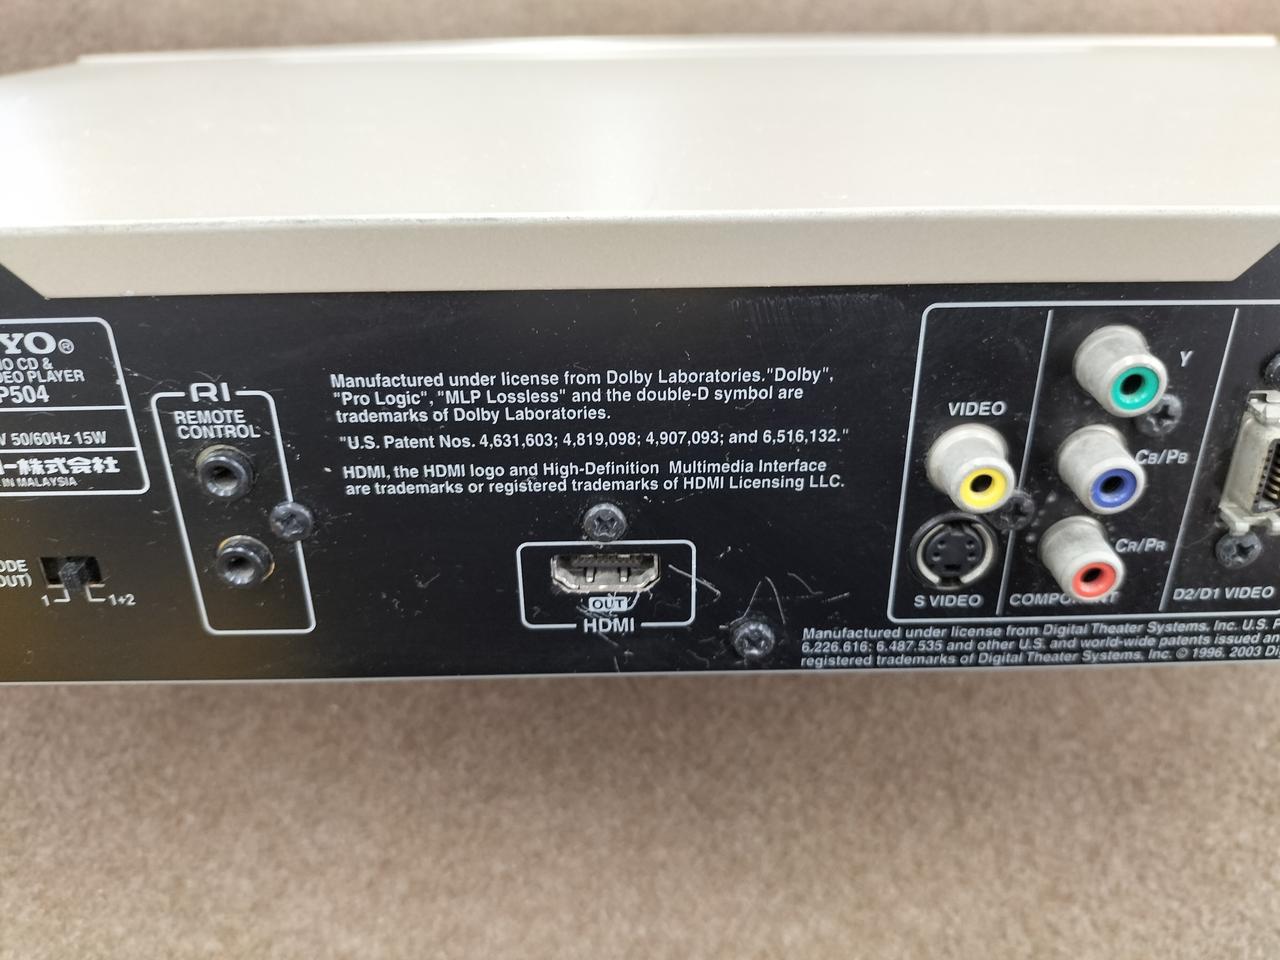 YO®
IO CD &
DEO PLAYER
P504
V 50/60Hz 15W
ー株式会社
IN MALAYSIA
ODE
OUT)
1
1+2
RI
REMOTE
CONTROL
Manufactured under license from Dolby Laboratories."Dolby",
"Pro Logic", "MLP Lossless" and the double-D symbol are
trademarks of Dolby Laboratories.
"U.S. Patent Nos. 4,631,603; 4,819,098; 4,907,093; and 6,516,132."
HDMI, the HDMI logo and High-Definition Multimedia Interface
are trademarks or registered trademarks of HDMI Licensing LLC.
OUT
HDMI
VIDEO
S VIDEO
Y
CB/PB
CR/PR
COMPONENT
D2/D1 VIDEO
Manufactured under license from Digital Theater Systems, Inc. U.S. P
6,226,616; 6,487,535 and other U.S. and world-wide patents issued an
registered trademarks of Digital Theater Systems, Inc. © 1996, 2003 Di